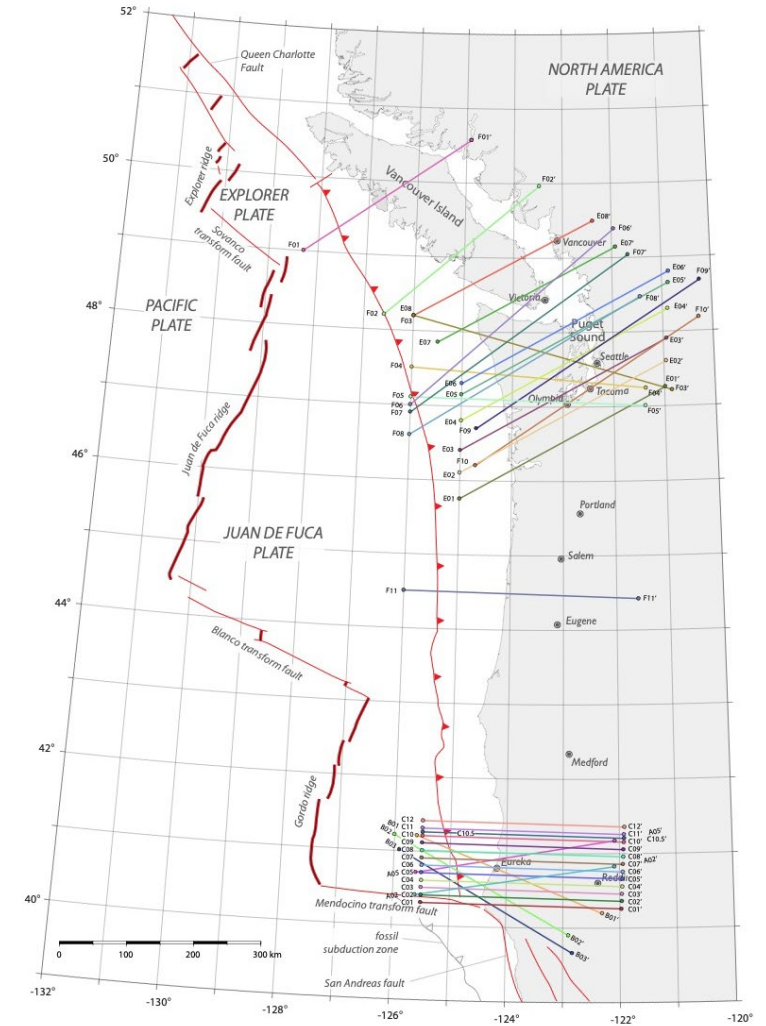 52°
Queen Charlotte
Fault
NORTH AMERICA
PLATE
F01'
50°
F02'
Explorer ridge
Vancouver Island
EXPLORER
PLATE
E08'
F06'
Sovanco
transform fault
F01
Vancouver
E07'
F07'
E06'
F09'
E05'
PACIFIC
PLATE
48°
Victoria
F08'
E04'
F02
E08
F03
F10'
Puget
Sound
E07
E03'
Seattle
E02'
F04
E01'
E06
F03'
Tacoma
F04'
F05
E05
Olympia
F05'
F06
F07
Juan de Fuca ridge
E04
F09
F08
E03
46°
F10
E02
E01
Portland
JUAN DE FUCA
PLATE
Salem
F11
F11'
44°
Eugene
Blanco transform fault
42°
Medford
Gordo ridge
B01
C12
C12'
B02
C11
C11'
A05'
C10
C10.5
C10.5'
C10'
B03
C09
C09'
C08
C08'
C07
C07'
A02'
C06
Eureka
C06'
A05
C05
C05'
C04
Redd
C04'
C03
C03'
A02
C02
C02'
C01
C01'
40°
Mendocino transform fault
B01'
B02'
B03'
fossil
subduction zone
San Andreas fault
0
100
200
300 km
-132°
-130°
-128°
-126°
-124°
-122°
-120°